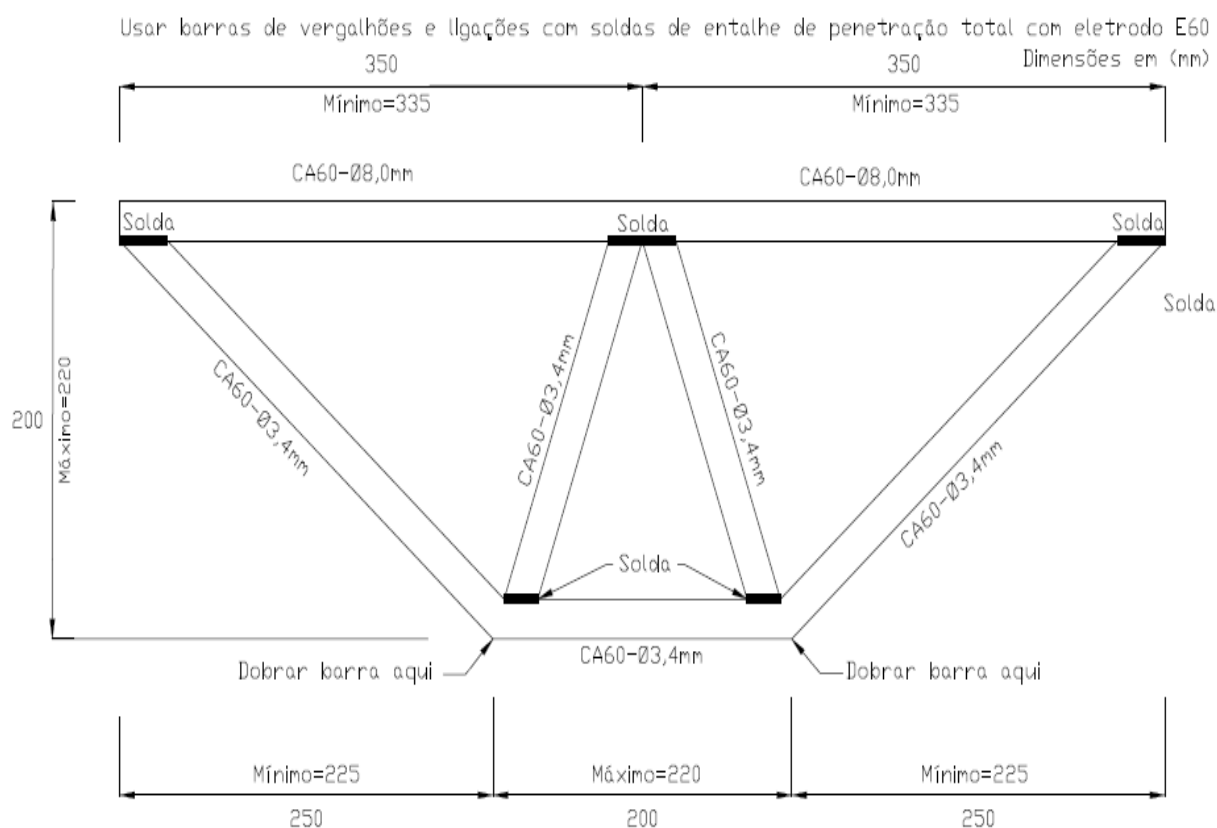 Usar barras de vergalhões e ligações com soldas de entalhe de penetração total com eletrodo E60
Dimensões em (mm)
350
350
Mínimo=335
Mínimo=335
CA60-Ø8,0mm
CA60-Ø8,0mm
Solda
Solda
Solda
Solda
200
Máximo=220
CA60-Ø3,4mm
CA60-Ø3,4mm
CA60-Ø3,4mm
CA60-Ø3,4mm
Solda
CA60-Ø3,4mm
Dobrar barra aqui
Dobrar barra aqui
Mínimo=225
Máximo=220
Mínimo=225
250
200
250